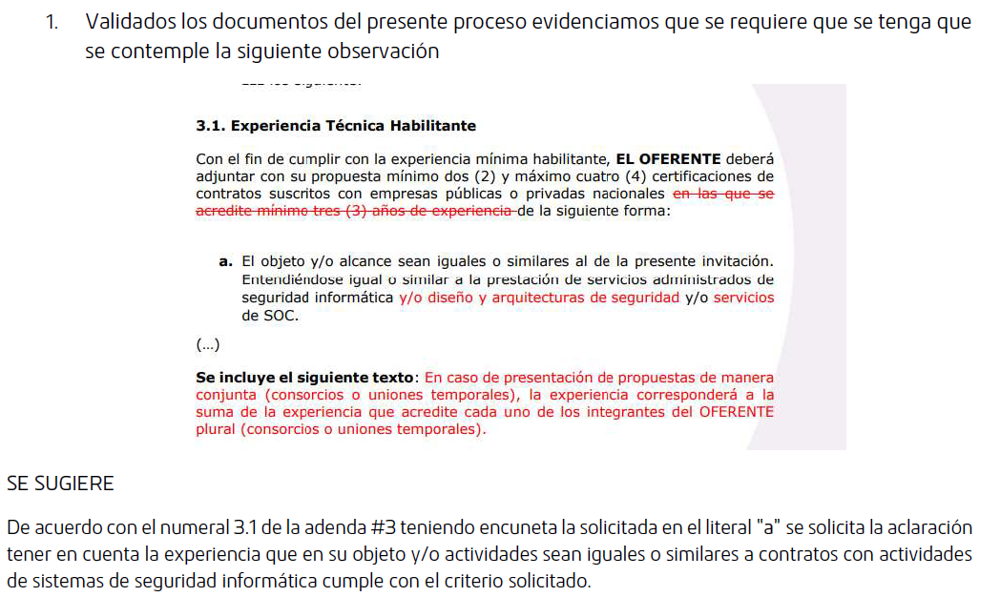 1. Validados los documentos del presente proceso evidenciamos que se requiere que se tenga que
se contemple la siguiente observación
3.1. Experiencia Técnica Habilitante
Con el fin de cumplir con la experiencia mínima habilitante, EL OFERENTE deberá
adjuntar con su propuesta mínimo dos (2) y máximo cuatro (4) certificaciones de
contratos suscritos con empresas públicas o privadas nacionales en las que se
acredite mínimo tres (3) años de experiencia de la siguiente forma:
a. El objeto y/o alcance sean iguales o similares al de la presente invitación.
Entendiéndose igual o similar a la prestación de servicios administrados de
seguridad informática y/o diseño y arquitecturas de seguridad y/o servicios
de SOC.
(...)
Se incluye el siguiente texto: En caso de presentación de propuestas de manera
conjunta (consorcios o uniones temporales), la experiencia corresponderá a la
suma de la experiencia que acredite cada uno de los integrantes del OFERENTE
plural (consorcios o uniones temporales).
SE SUGIERE
De acuerdo con el numeral 3.1 de la adenda #3 teniendo encuneta la solicitada en el literal "a" se solicita la aclaración
tener en cuenta la experiencia que en su objeto y/o actividades sean iguales o similares a contratos con actividades
de sistemas de seguridad informática cumple con el criterio solicitado.